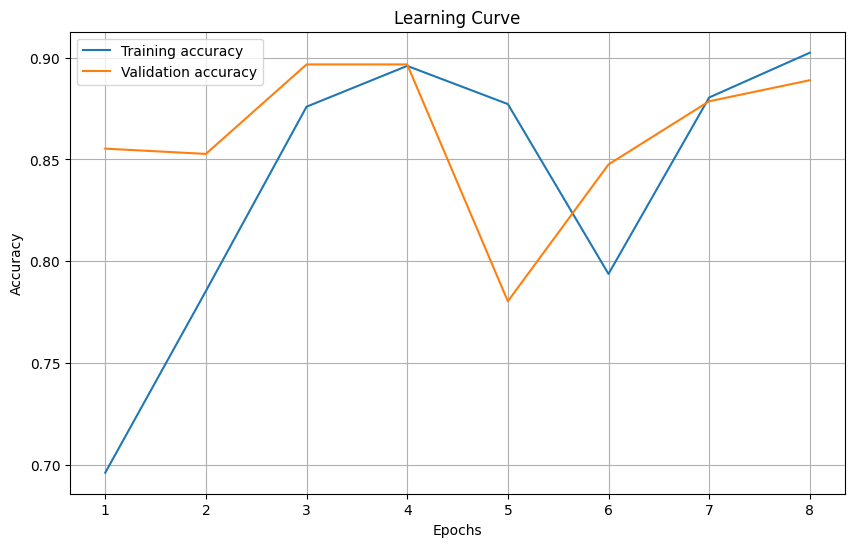 Learning Curve
Training accuracy
Validation accuracy
Accuracy
0.90
0.85
0.80
0.75
0.70
1 2 3 4 5 6 7 8
Epochs